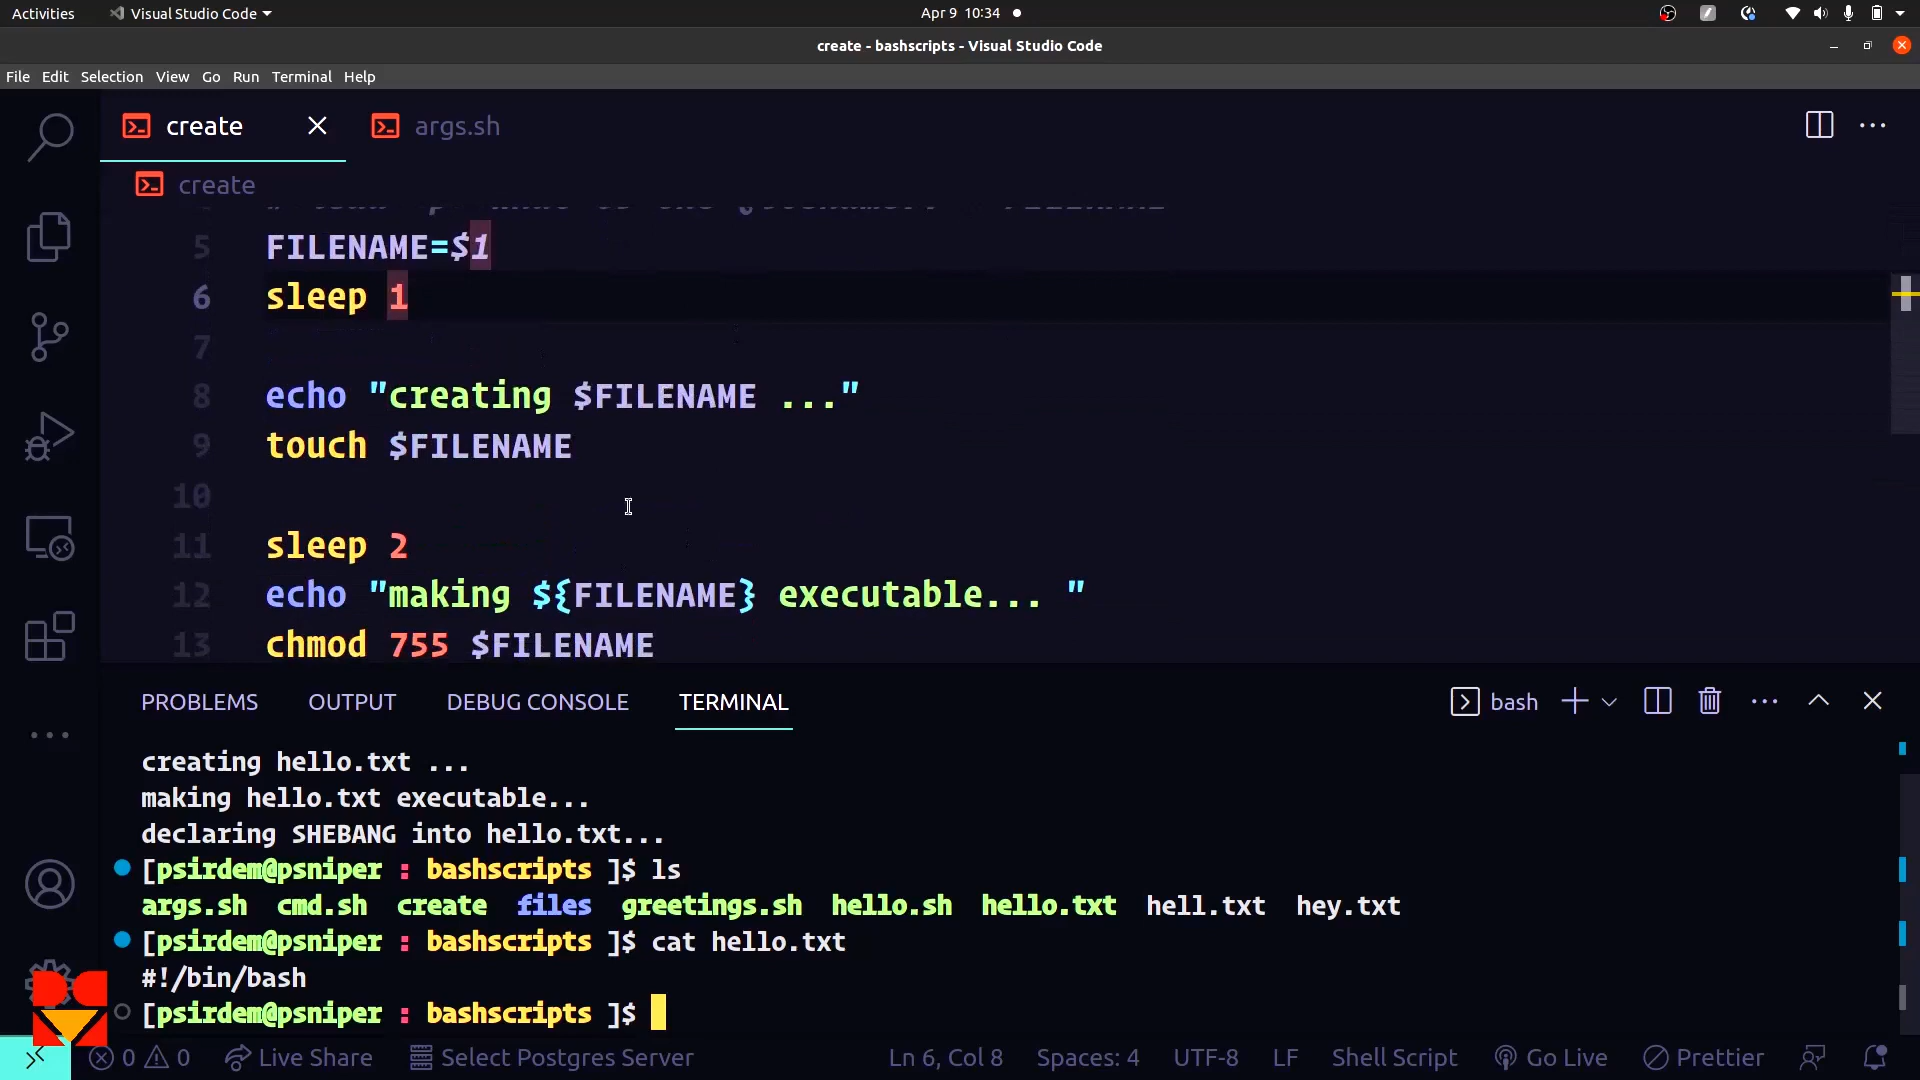 Activities
Visual Studio Code
Apr 9 10:34
create - bashscripts - Visual Studio Code
File Edit Selection View Go Run Terminal Help
create
args.sh
create
5 FILENAME=$1
6 sleep 1
7
8 echo "creating $FILENAME ..."
9 touch $FILENAME
10
11 sleep 2
12 echo "making ${FILENAME} executable... "
13 chmod 755 $FILENAME
PROBLEMS OUTPUT DEBUG CONSOLE TERMINAL
bash
creating hello.txt ...
making hello.txt executable...
declaring SHEBANG into hello.txt...
[psirdem@psniper : bashscripts ]$ ls
args.sh cmd.sh create files greetings.sh hello.sh hello.txt hell.txt hey.txt
[psirdem@psniper : bashscripts ]$ cat hello.txt
#!/bin/bash
[psirdem@psniper : bashscripts ]$
0 0 Live Share Select Postgres Server Ln 6, Col 8 Spaces: 4 UTF-8 LF Shell Script Go Live Prettier